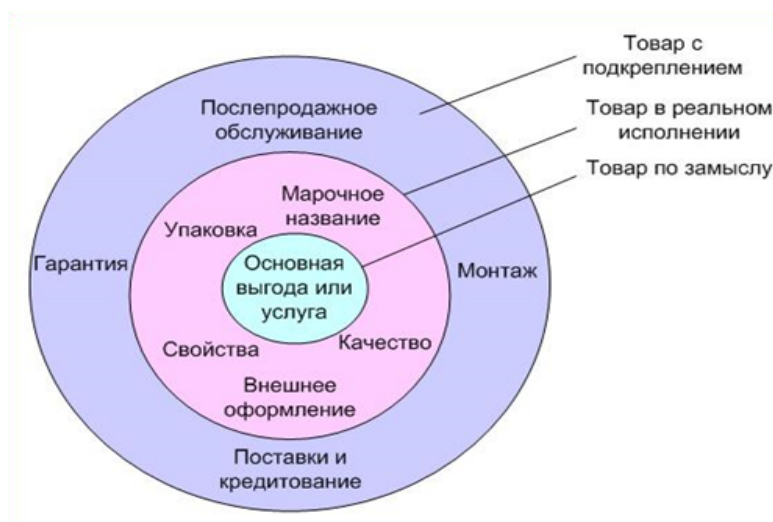 Товар с
подкреплением
Послепродажное
обслуживание
Товар в реальном
исполнении
Товар по замыслу
Марочное
название
Упаковка
Гарантия
Основная
выгода или
услуга
Монтаж
Свойства
Качество
Внешнее
оформление
Поставки и
кредитование